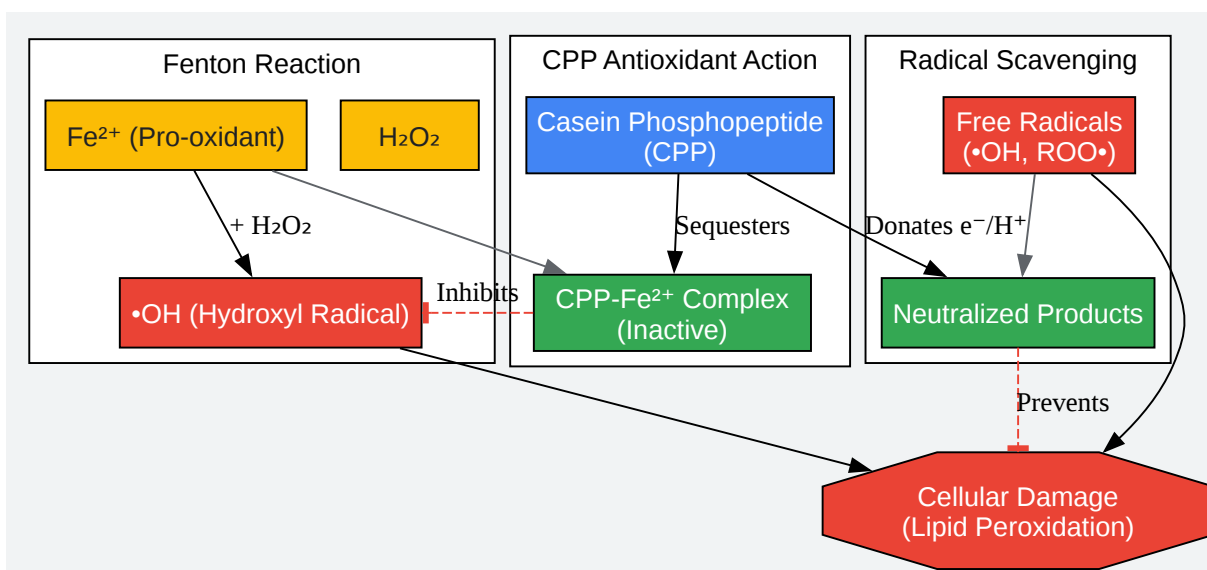 Fenton Reaction
Fe²⁺ (Pro-oxidant)
H₂O₂
+ H₂O₂
•OH (Hydroxyl Radical)
CPP Antioxidant Action
Casein Phosphopeptide
(CPP)
Sequesters
Inhibits
CPP-Fe²⁺ Complex
(Inactive)
Radical Scavenging
Free Radicals
(•OH, ROO•)
Donates e⁻/H⁺
Neutralized Products
Prevents
Cellular Damage
(Lipid Peroxidation)